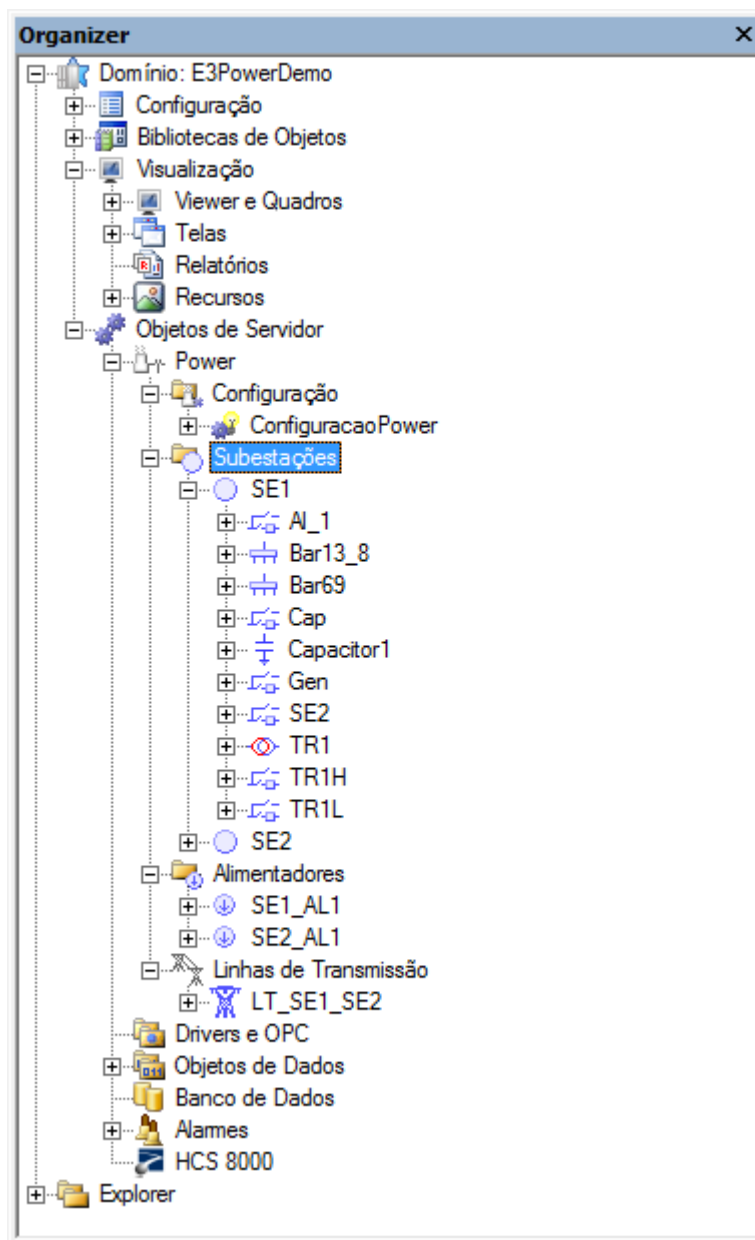 Organizer
Domínio: E3PowerDemo
Configuração
Bibliotecas de Objetos
Visualização
Viewer e Quadros
Telas
Relatórios
Recursos
Objetos de Servidor
Power
Configuração
ConfiguracaoPower
Subestações
SE1
Al_1
Bar13_8
Bar69
Cap
Capacitor1
Gen
SE2
TR1
TR1H
TR1L
SE2
Alimentadores
SE1_AL1
SE2_AL1
Linhas de Transmissão
LT_SE1_SE2
Drivers e OPC
Objetos de Dados
Banco de Dados
Alarmes
HCS 8000
Explorer